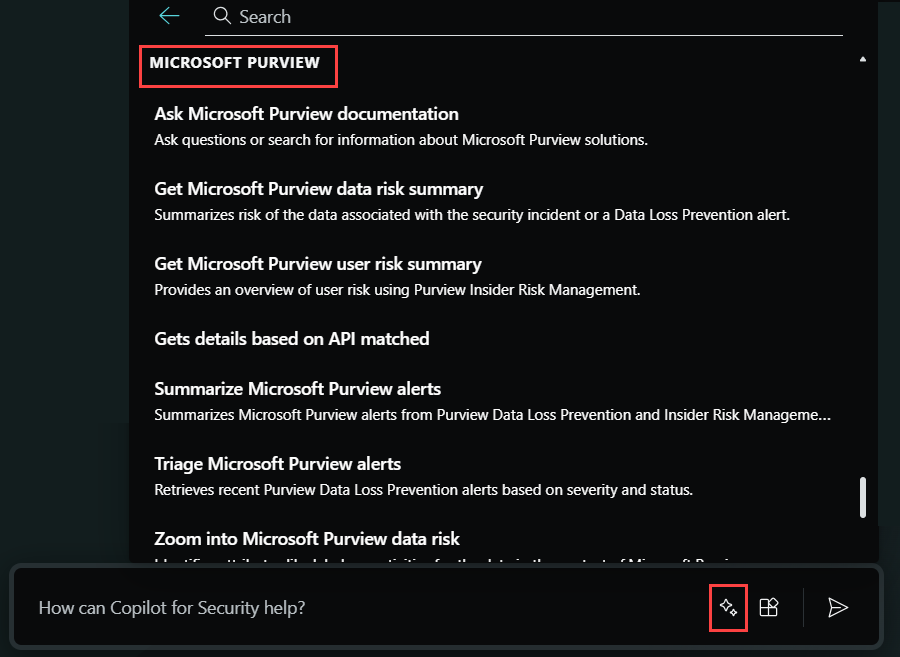 Search
MICROSOFT PURVIEW
Ask Microsoft Purview documentation
Ask questions or search for information about Microsoft Purview solutions.
Get Microsoft Purview data risk summary
Summarizes risk of the data associated with the security incident or a Data Loss Prevention alert.
Get Microsoft Purview user risk summary
Provides an overview of user risk using Purview Insider Risk Management.
Gets details based on API matched
Summarize Microsoft Purview alerts
Summarizes Microsoft Purview alerts from Purview Data Loss Prevention and Insider Risk Manageme...
Triage Microsoft Purview alerts
Retrieves recent Purview Data Loss Prevention alerts based on severity and status.
Zoom into Microsoft Purview data risk
How can Copilot for Security help?